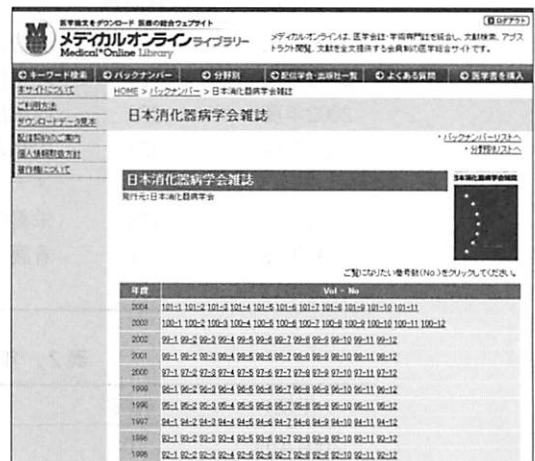 医学論文をダウンロード 医療の総合ウェブサイト
メディカルオンラインライブラリー
Medical*Online Library
メディカルオンラインは、医学会誌・学術専門誌を統合し、文献検索、アブストラクト閲覧、文献を全文提供する会員制の医学総合サイトです。
ログアウト
キーワード検索 バックナンバー 分野別 配信学会・出版社一覧 よくある質問 医学書を購入
本サイトについて
ご利用方法
ダウンロードデータ見本
配信契約のご案内
個人情報取扱方針
著作権について
HOME > バックナンバー > 日本消化器病学会雑誌
日本消化器病学会雑誌
・バックナンバーリストへ
・分野別リストへ
日本消化器病学会雑誌
発行元:日本消化器病学会
日本消化器病学会雑誌
ご覧になりたい巻号数(No.)をクリックしてください。
年度 Vol - No
2004 101-1 101-2 101-3 101-4 101-5 101-6 101-7 101-8 101-9 101-10 101-11
2003 100-1 100-2 100-3 100-4 100-5 100-6 100-7 100-8 100-9 100-10 100-11 100-12
2002 99-1 99-2 99-3 99-4 99-5 99-6 99-7 99-8 99-9 99-10 99-11 99-12
2001 98-1 98-2 98-3 98-4 98-5 98-6 98-7 98-8 98-9 98-10 98-11 98-12
2000 97-1 97-2 97-3 97-4 97-5 97-6 97-7 97-8 97-9 97-10 97-11 97-12
1999 96-1 96-2 96-3 96-4 96-5 96-6 96-7 96-8 96-9 96-10 96-11 96-12
1998 95-1 95-2 95-3 95-4 95-5 95-6 95-7 95-8 95-9 95-10 95-11 95-12
1997 94-1 94-2 94-3 94-4 94-5 94-6 94-7 94-8 94-9 94-10 94-11 94-12
1996 93-1 93-2 93-3 93-4 93-5 93-6 93-7 93-8 93-9 93-10 93-11 93-12
1995 92-1 92-2 92-3 92-4 92-5 92-6 92-7 92-8 92-9 92-10 92-11 92-12